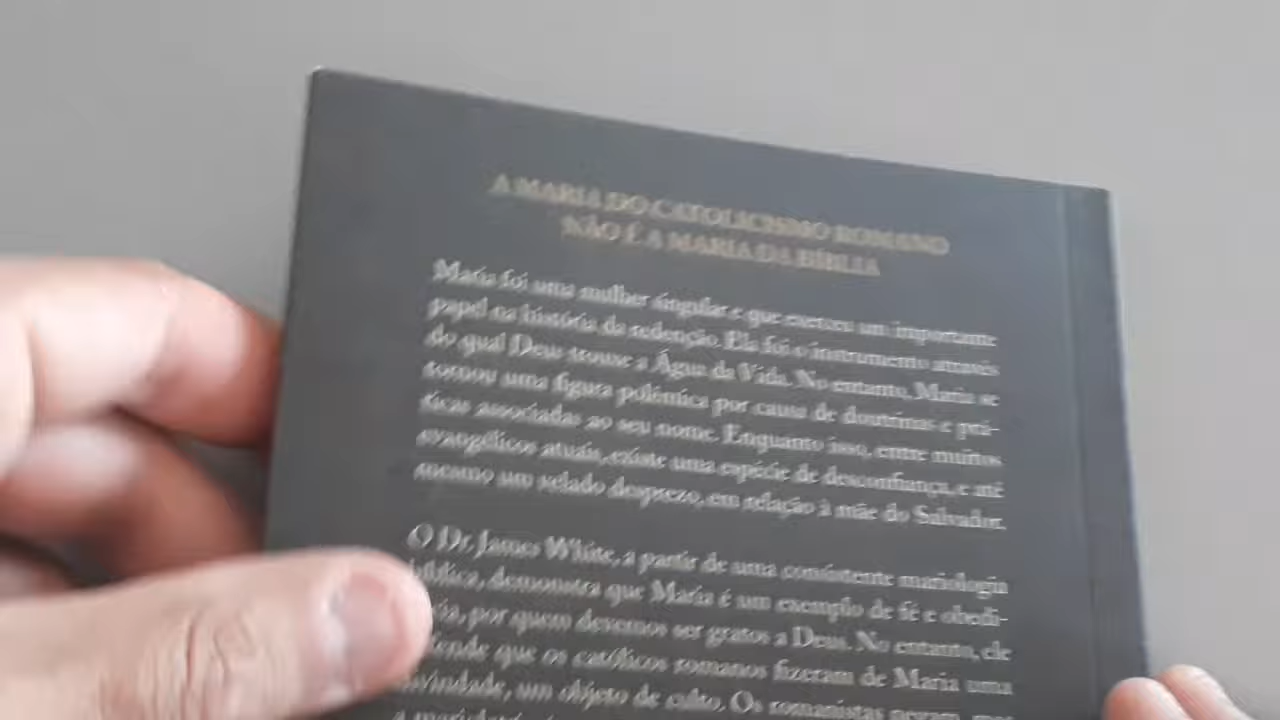 A MARIA DO CATOLICISMO ROMANO
NÃO É A MARIA DA BÍBLIA
Maria foi uma mulher singular e que exerceu um importante
papel na história da redenção. Ela foi o instrumento através
do qual Deus trouxe a Água da Vida. No entanto, Maria se
tornou uma figura polêmica por causa de doutrinas e prá-
ticas associadas ao seu nome. Enquanto isso, entre muitos
evangélicos atuais, existe uma espécie de desconfiança, e até
mesmo um velado desprezo, em relação à mãe do Salvador.
O Dr. James White, a partir de uma consistente mariologia
bíblica, demonstra que Maria é um exemplo de fé e obedi-
cia, por quem devemos ser gratos a Deus. No entanto, ele
fende que os católicos romanos fizeram de Maria uma
vindade, um objeto de culto. Os romanistas negam, mas
a